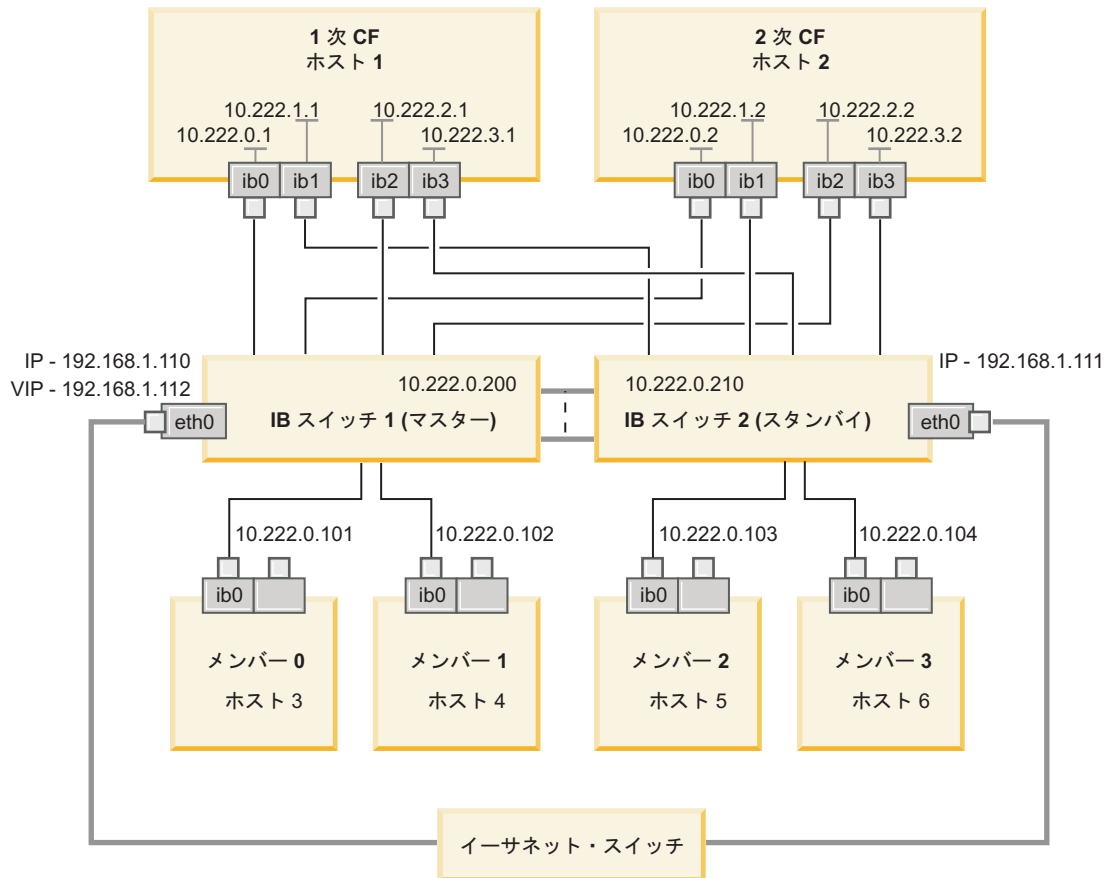 1 次 CF
ホスト 1
2 次 CF
ホスト 2
10.222.1.1
10.222.2.1
10.222.0.1
10.222.3.1
10.222.1.2
10.222.2.2
10.222.0.2
10.222.3.2
ib0
ib1
ib2
ib3
ib0
ib1
ib2
ib3
IP - 192.168.1.110
VIP - 192.168.1.112
IP - 192.168.1.111
10.222.0.200
10.222.0.210
eth0
IB スイッチ 1 (マスター)
IB スイッチ 2 (スタンバイ)
eth0
10.222.0.101
10.222.0.102
10.222.0.103
10.222.0.104
ib0
ib0
ib0
ib0
メンバー 0
ホスト 3
メンバー 1
ホスト 4
メンバー 2
ホスト 5
メンバー 3
ホスト 6
イーサネット・スイッチ